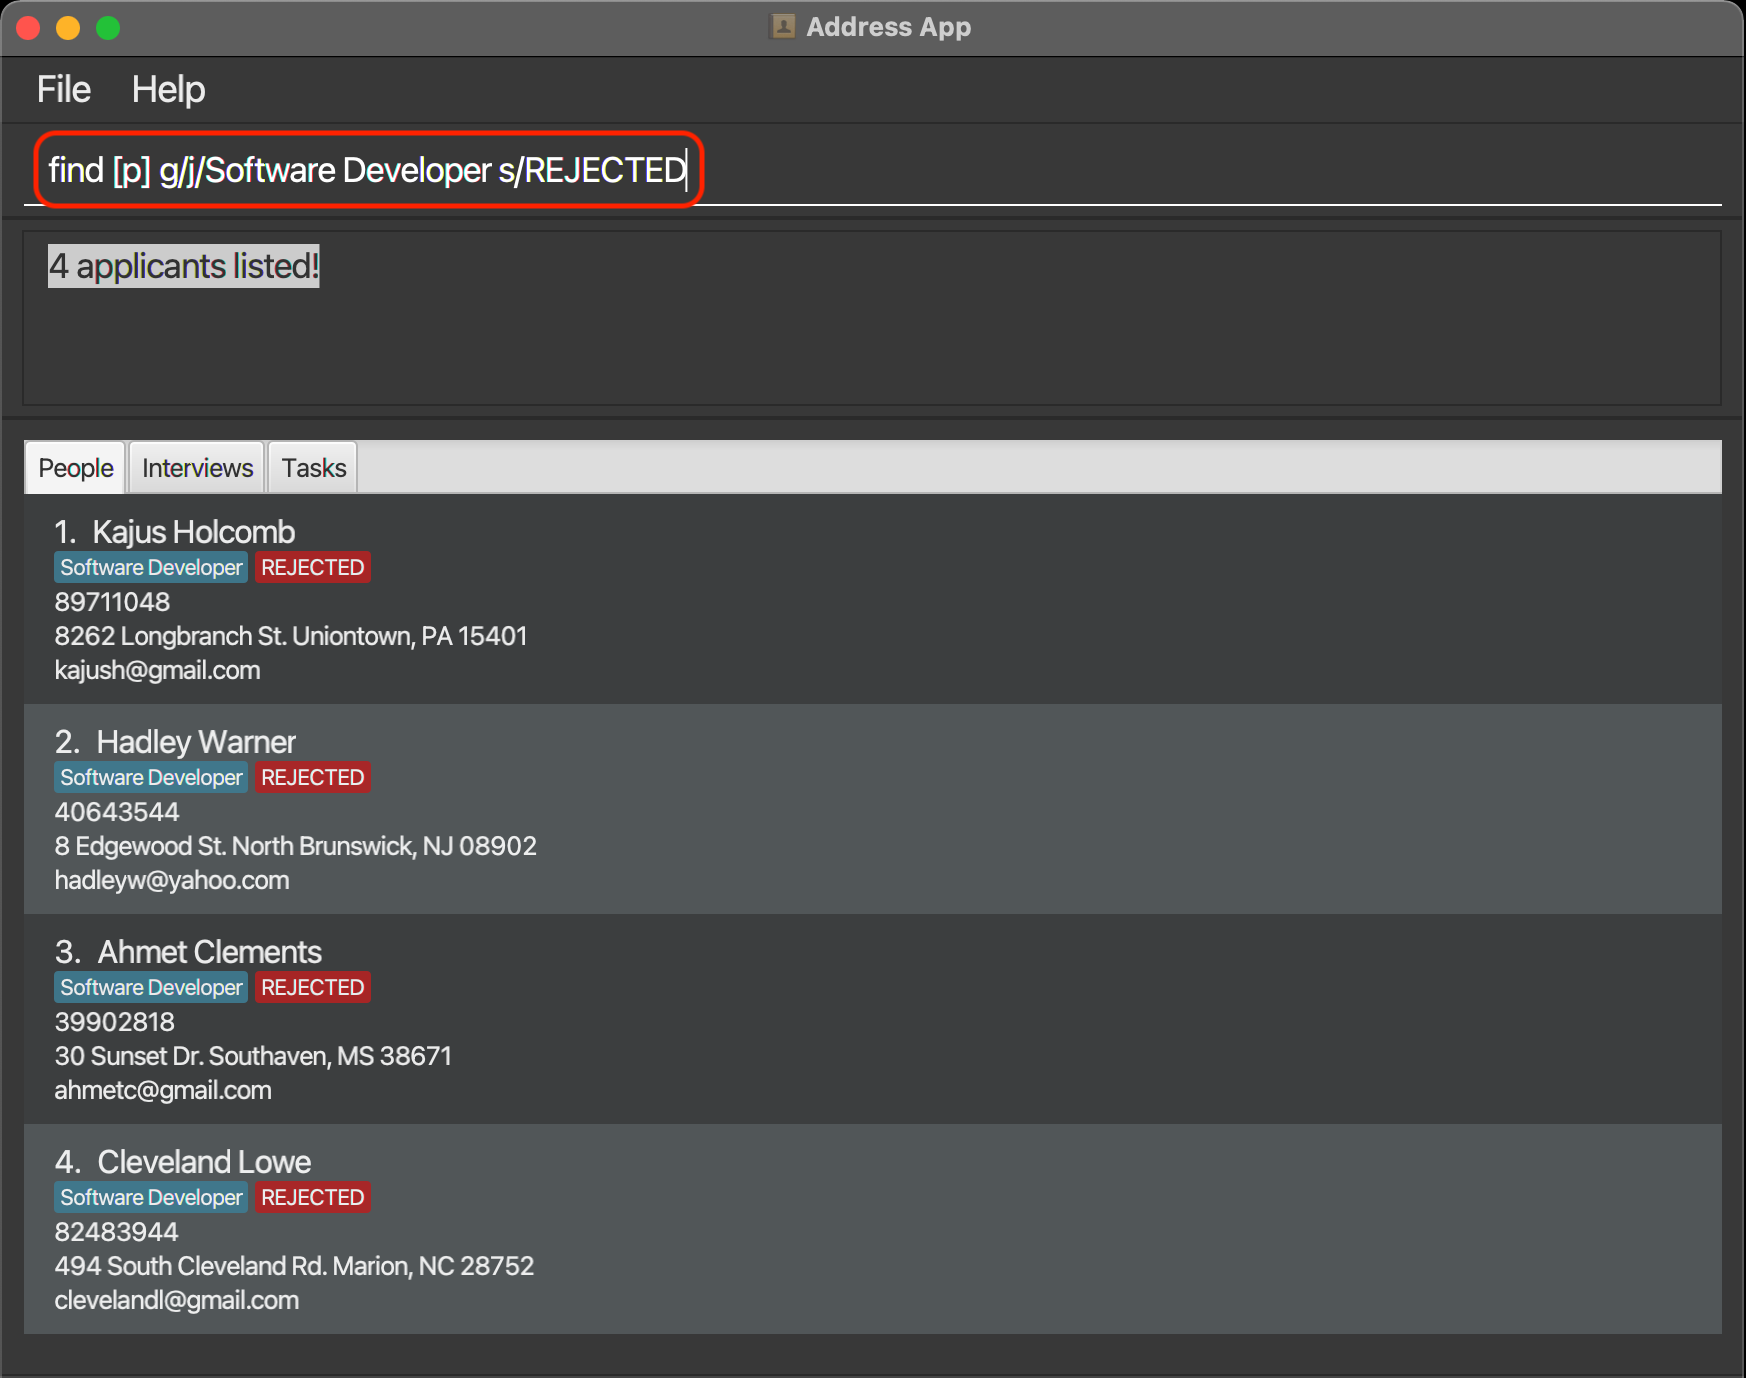 Address App
File Help
find [p] g/j/Software Developer s/REJECTED
4 applicants listed!
People Interviews Tasks
1. Kajus Holcomb
Software Developer REJECTED
89711048
8262 Longbranch St. Uniontown, PA 15401
kajush@gmail.com
2. Hadley Warner
Software Developer REJECTED
40643544
8 Edgewood St. North Brunswick, NJ 08902
hadleyw@yahoo.com
3. Ahmet Clements
Software Developer REJECTED
39902818
30 Sunset Dr. Southaven, MS 38671
ahmetc@gmail.com
4. Cleveland Lowe
Software Developer REJECTED
82483944
494 South Cleveland Rd. Marion, NC 28752
clevelandl@gmail.com